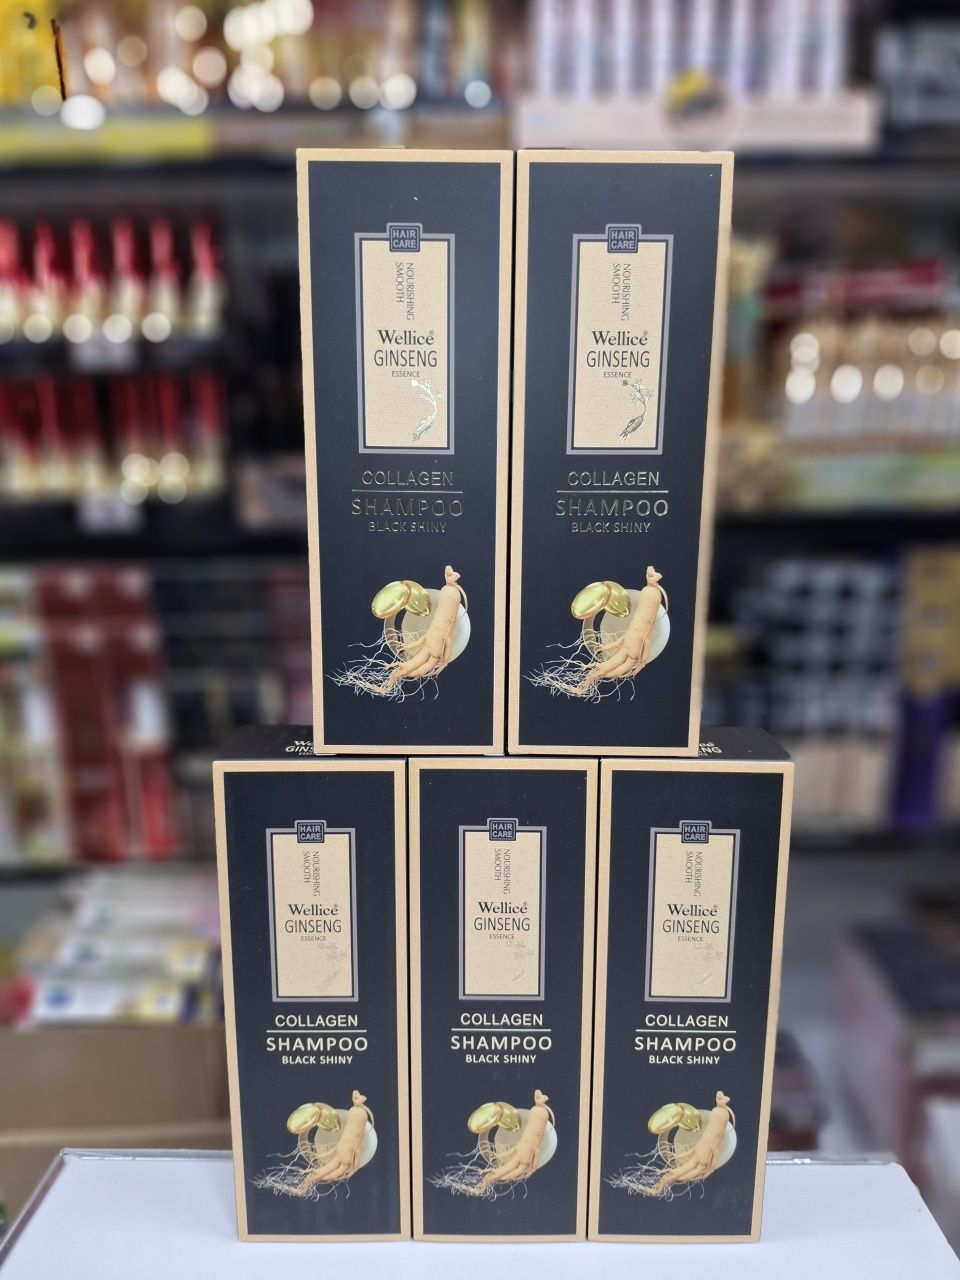 HAIR
CARE
NOURISHING
SMOOTH
Wellice®
GINSENG
ESSENCE
COLLAGEN
SHAMPOO
BLACK SHINY
HAIR
CARE
NOURISHING
SMOOTH
Wellice®
GINSENG
ESSENCE
COLLAGEN
SHAMPOO
BLACK SHINY
HAIR
CARE
NOURISHING
SMOOTH
Wellice®
GINSENG
ESSENCE
COLLAGEN
SHAMPOO
BLACK SHINY
HAIR
CARE
NOURISHING
SMOOTH
Wellice®
GINSENG
ESSENCE
COLLAGEN
SHAMPOO
BLACK SHINY
HAIR
CARE
NOURISHING
SMOOTH
Wellice®
GINSENG
ESSENCE
COLLAGEN
SHAMPOO
BLACK SHINY